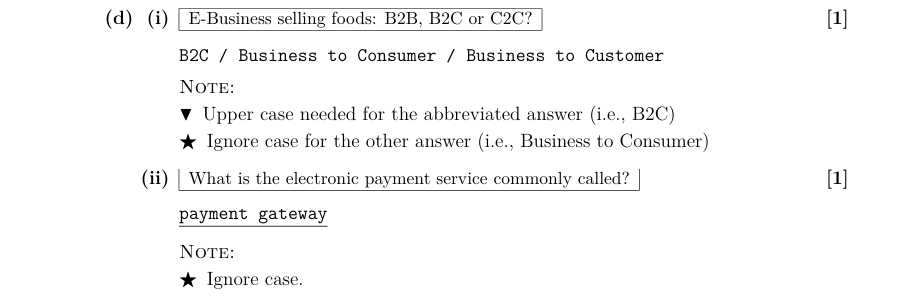 (d) (i) E-Business selling foods: B2B, B2C or C2C? [1]
B2C / Business to Consumer / Business to Customer
NOTE:
▼ Upper case needed for the abbreviated answer (i.e., B2C)
★ Ignore case for the other answer (i.e., Business to Consumer)
(ii) What is the electronic payment service commonly called? [1]
payment gateway
NOTE:
★ Ignore case.